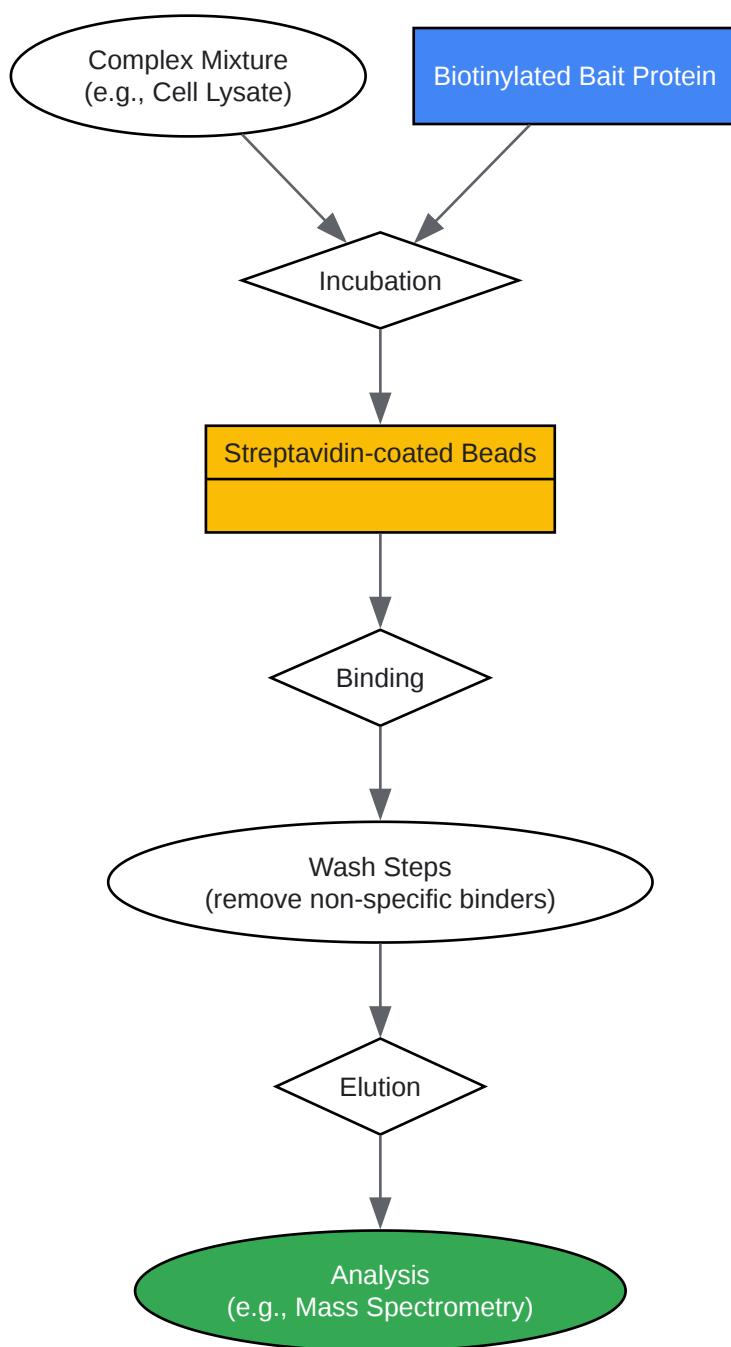 Complex Mixture
(e.g., Cell Lysate)
Biotinylated Bait Protein
Incubation
Streptavidin-coated Beads
Binding
Wash Steps
(remove non-specific binders)
Elution
Analysis
(e.g., Mass Spectrometry)